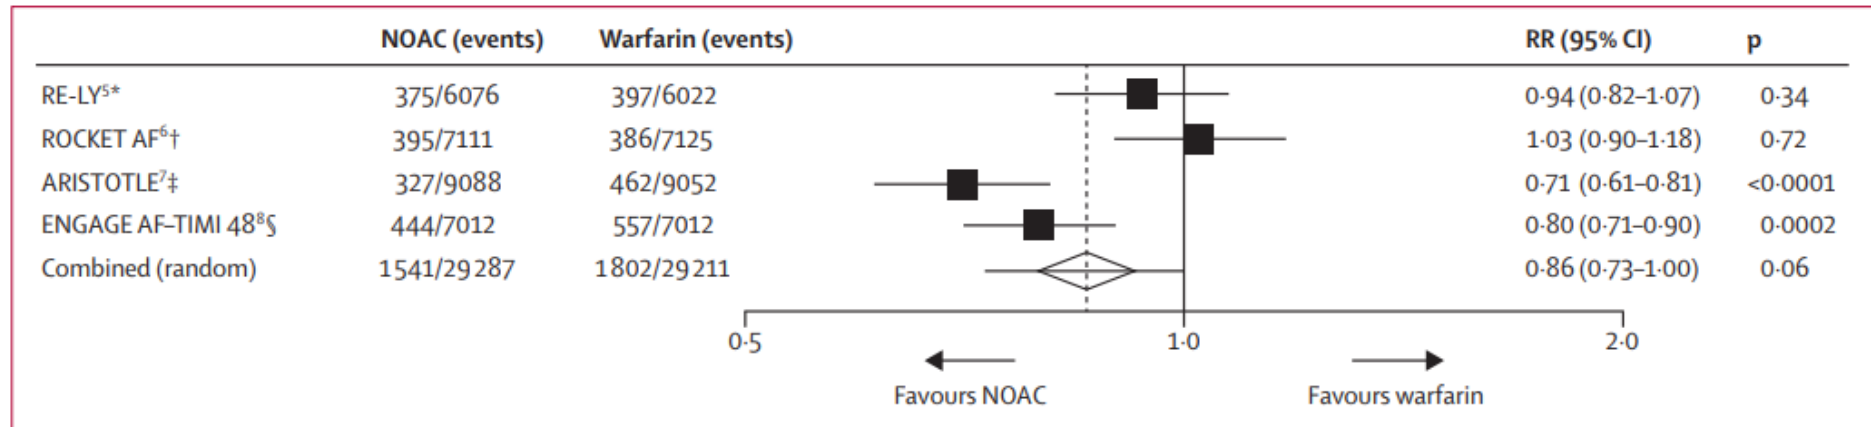 NOAC (events) Warfarin (events) RR (95% CI) p
RE-LY⁵* 375/6076 397/6022 0·94 (0·82–1·07) 0·34
ROCKET AF⁶† 395/7111 386/7125 1·03 (0·90–1·18) 0·72
ARISTOTLE⁷‡ 327/9088 462/9052 0·71 (0·61–0·81) <0·0001
ENGAGE AF–TIMI 48⁸§ 444/7012 557/7012 0·80 (0·71–0·90) 0·0002
Combined (random) 1541/29 287 1802/29 211 0·86 (0·73–1·00) 0·06
0·5 1·0 2·0
Favours NOAC Favours warfarin